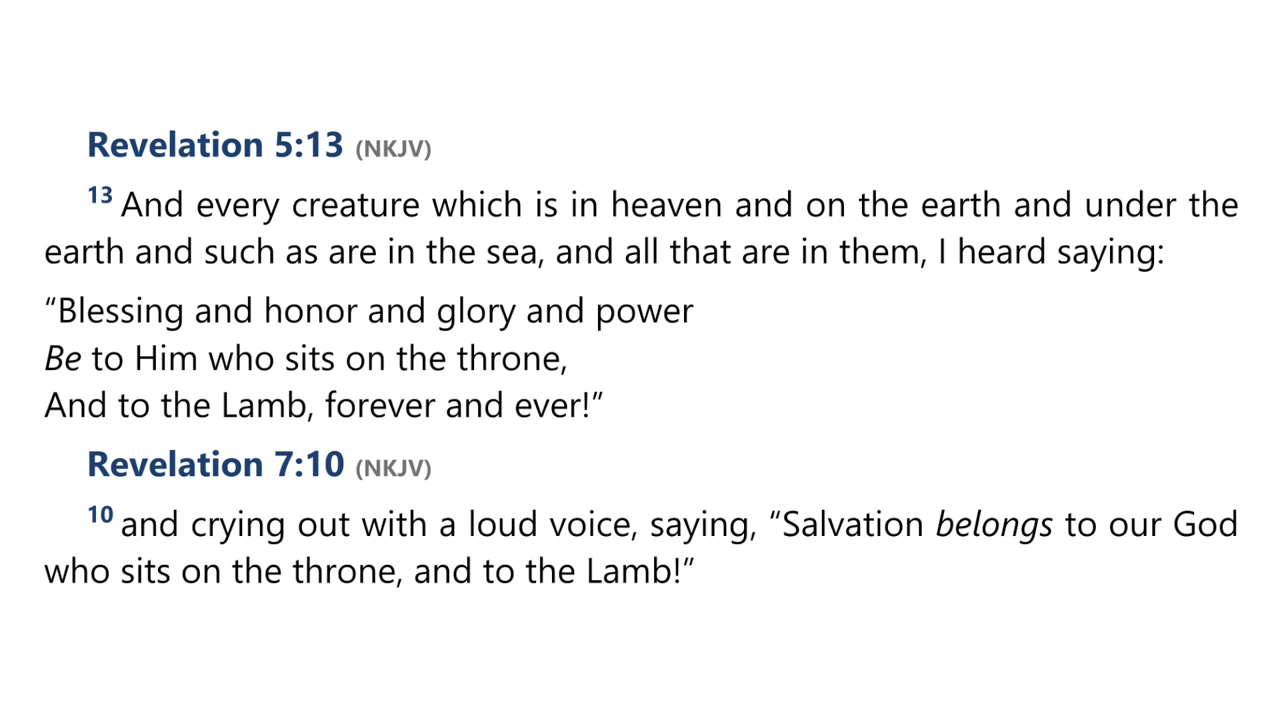 Revelation 5:13 (NKJV)
13 And every creature which is in heaven and on the earth and under the
earth and such as are in the sea, and all that are in them, I heard saying:
“Blessing and honor and glory and power
Be to Him who sits on the throne,
And to the Lamb, forever and ever!”
Revelation 7:10 (NKJV)
10 and crying out with a loud voice, saying, “Salvation belongs to our God
who sits on the throne, and to the Lamb!”